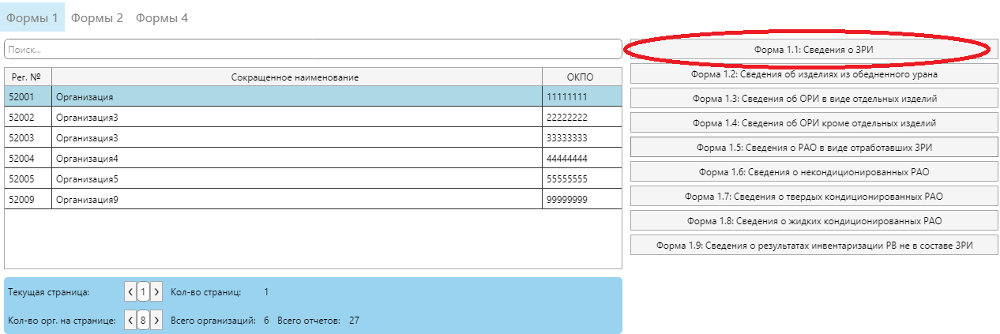 Формы 1 Формы 2 Формы 4
Поиск...
Рег. № Сокращенное наименование ОКПО
52001 Организация 11111111
52002 Организация3 22222222
52003 Организация3 33333333
52004 Организация4 44444444
52005 Организация5 55555555
52009 Организация9 99999999
Текущая страница: < 1 > Кол-во страниц: 1
Кол-во орг. на странице: < 8 > Всего организаций: 6 Всего отчетов: 27
Форма 1.1: Сведения о ЗРИ
Форма 1.2: Сведения об изделиях из обедненного урана
Форма 1.3: Сведения об ОРИ в виде отдельных изделий
Форма 1.4: Сведения об ОРИ кроме отдельных изделий
Форма 1.5: Сведения о РАО в виде отработавших ЗРИ
Форма 1.6: Сведения о некондиционированных РАО
Форма 1.7: Сведения о твердых кондиционированных РАО
Форма 1.8: Сведения о жидких кондиционированных РАО
Форма 1.9: Сведения о результатах инвентаризации РВ не в составе ЗРИ